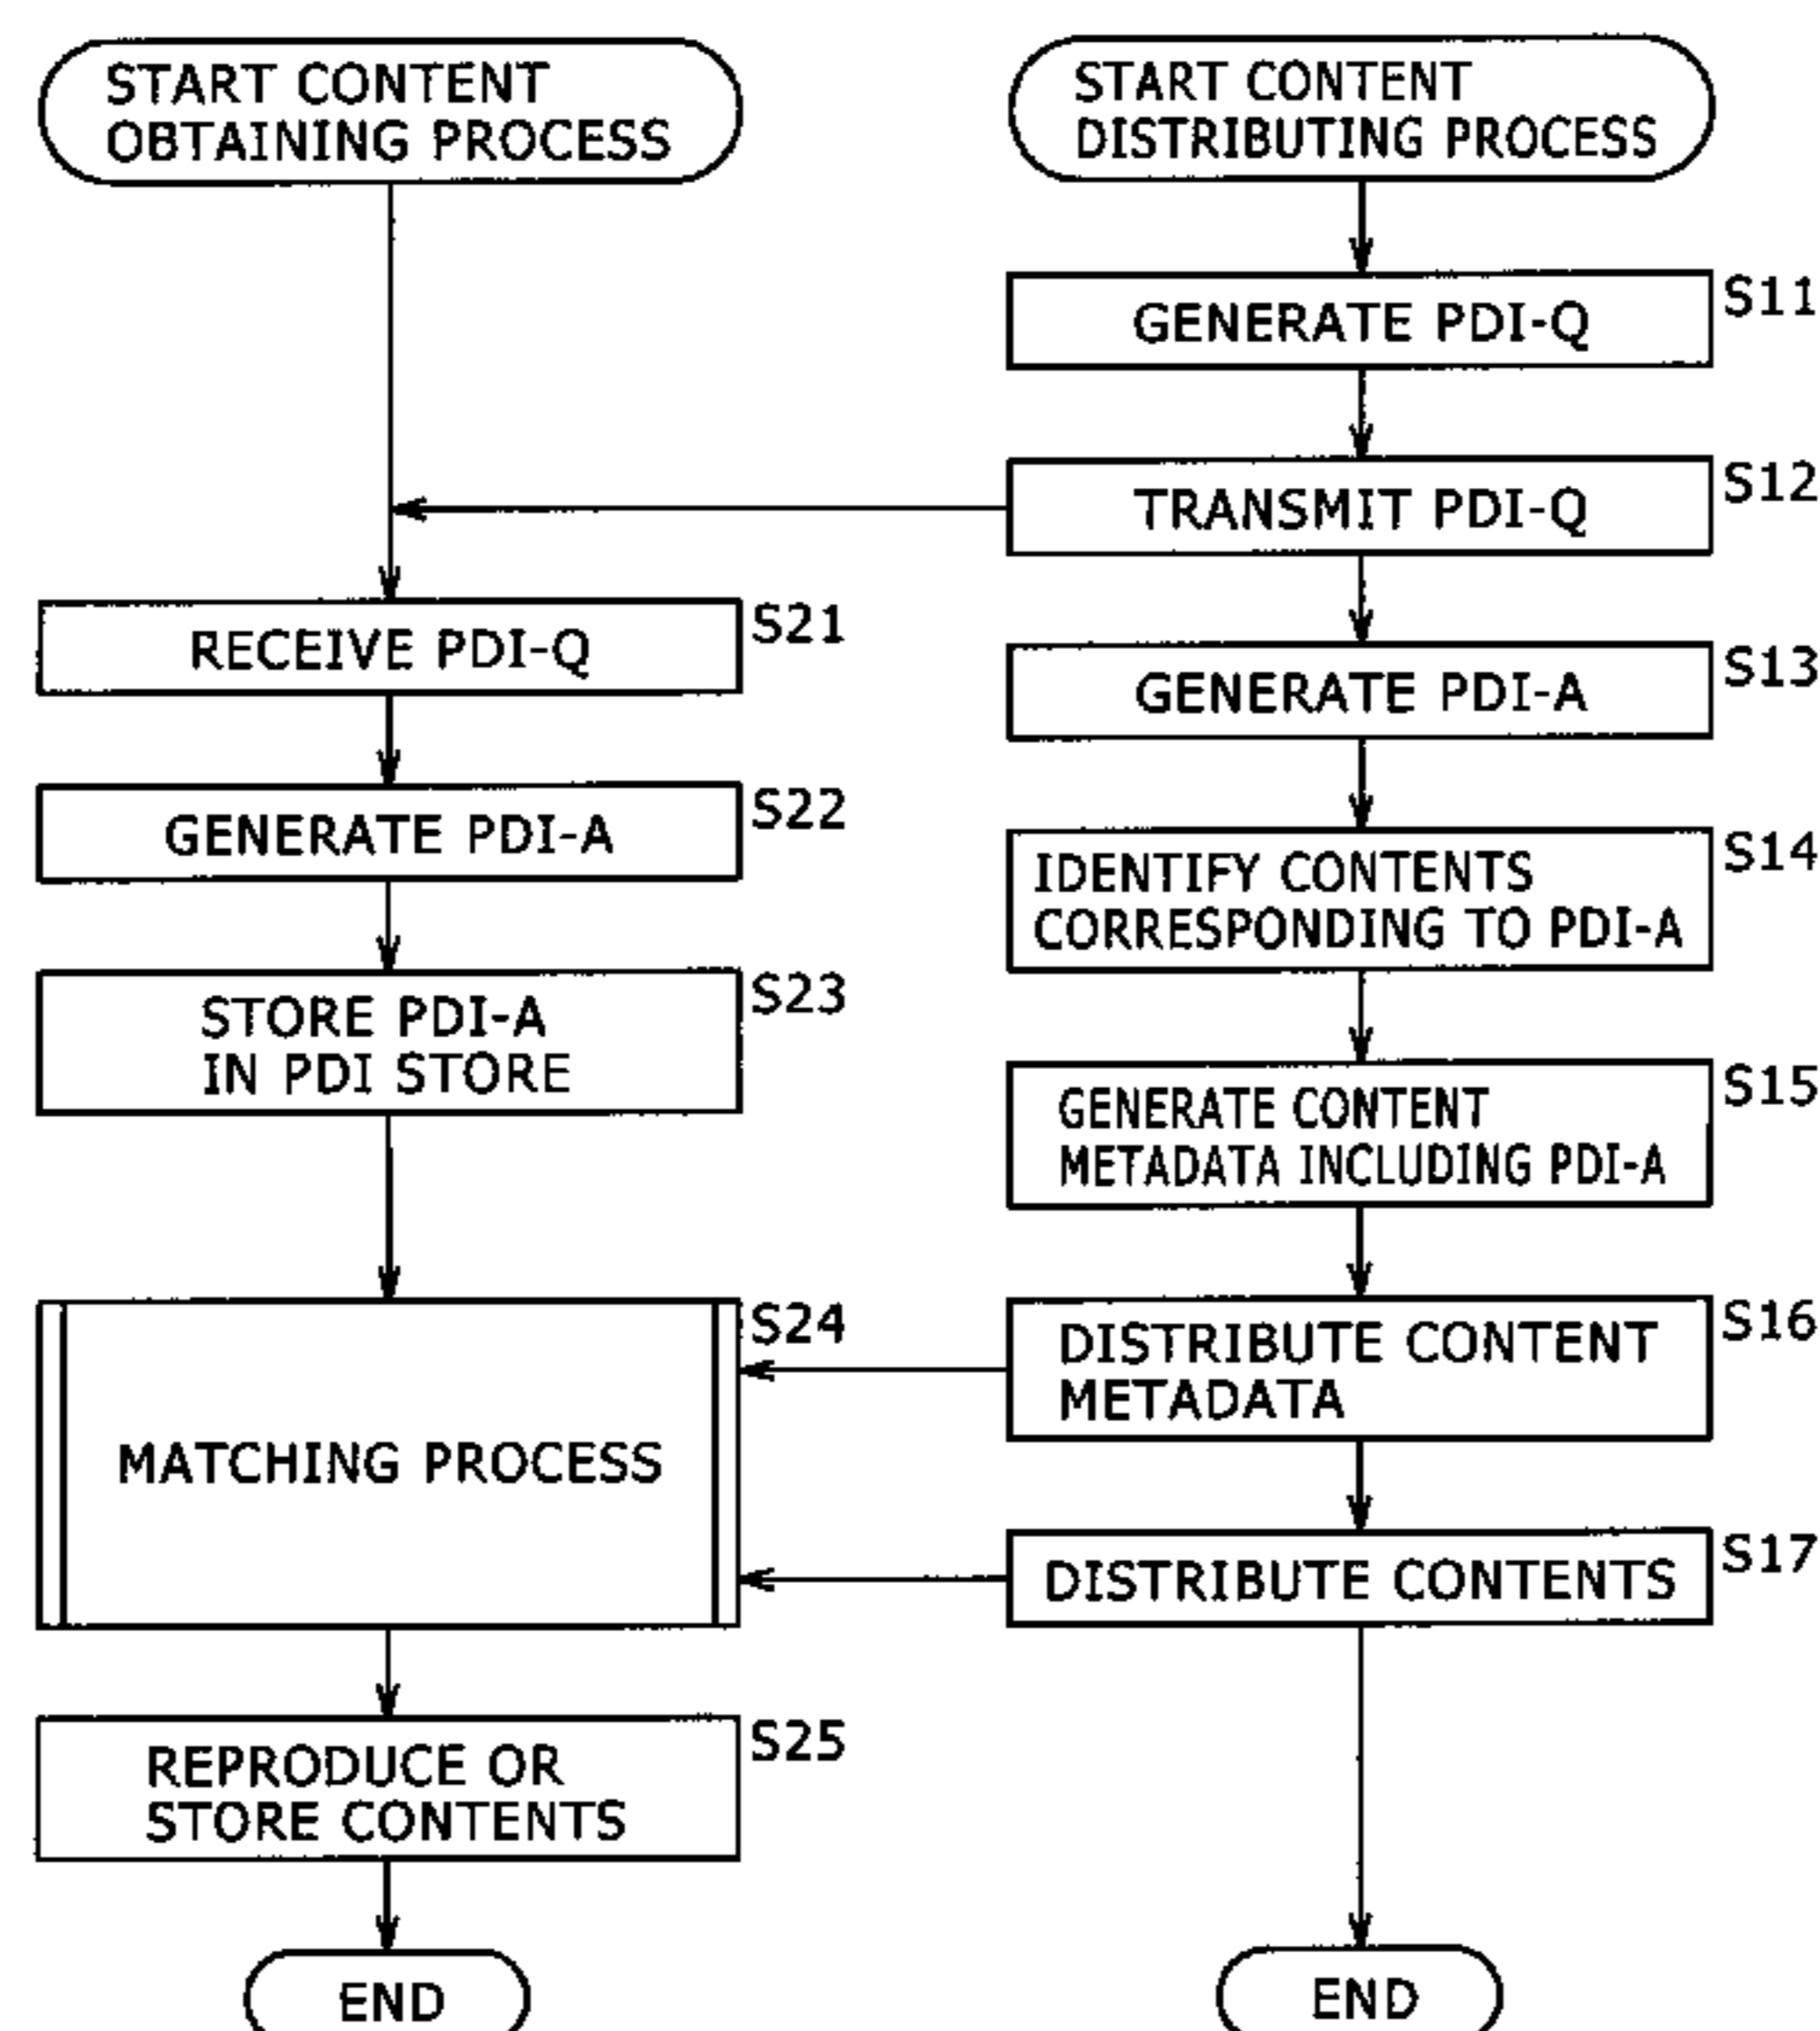 START CONTENT
OBTAINING PROCESS
START CONTENT
DISTRIBUTING PROCESS
GENERATE PDI-Q
S11
TRANSMIT PDI-Q
S12
RECEIVE PDI-Q
S21
GENERATE PDI-A
S13
GENERATE PDI-A
S22
IDENTIFY CONTENTS
CORRESPONDING TO PDI-A
S14
STORE PDI-A
IN PDI STORE
S23
GENERATE CONTENT
METADATA INCLUDING PDI-A
S15
MATCHING PROCESS
S24
DISTRIBUTE CONTENT
METADATA
S16
DISTRIBUTE CONTENTS
S17
REPRODUCE OR
STORE CONTENTS
S25
END
END